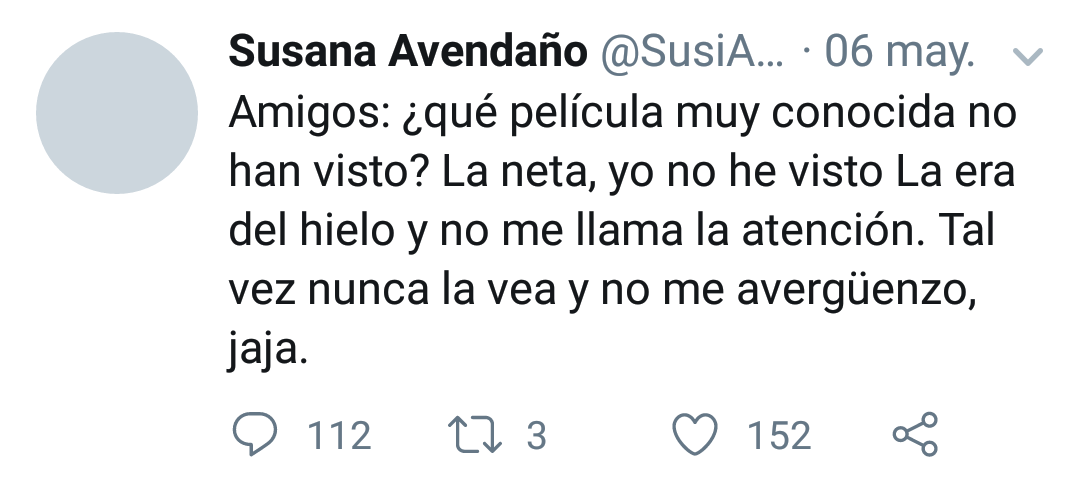 Susana Avendaño @SusiA... · 06 may.
Amigos: ¿qué película muy conocida no
han visto? La neta, yo no he visto La era
del hielo y no me llama la atención. Tal
vez nunca la vea y no me avergüenzo,
jaja.
112 3 152